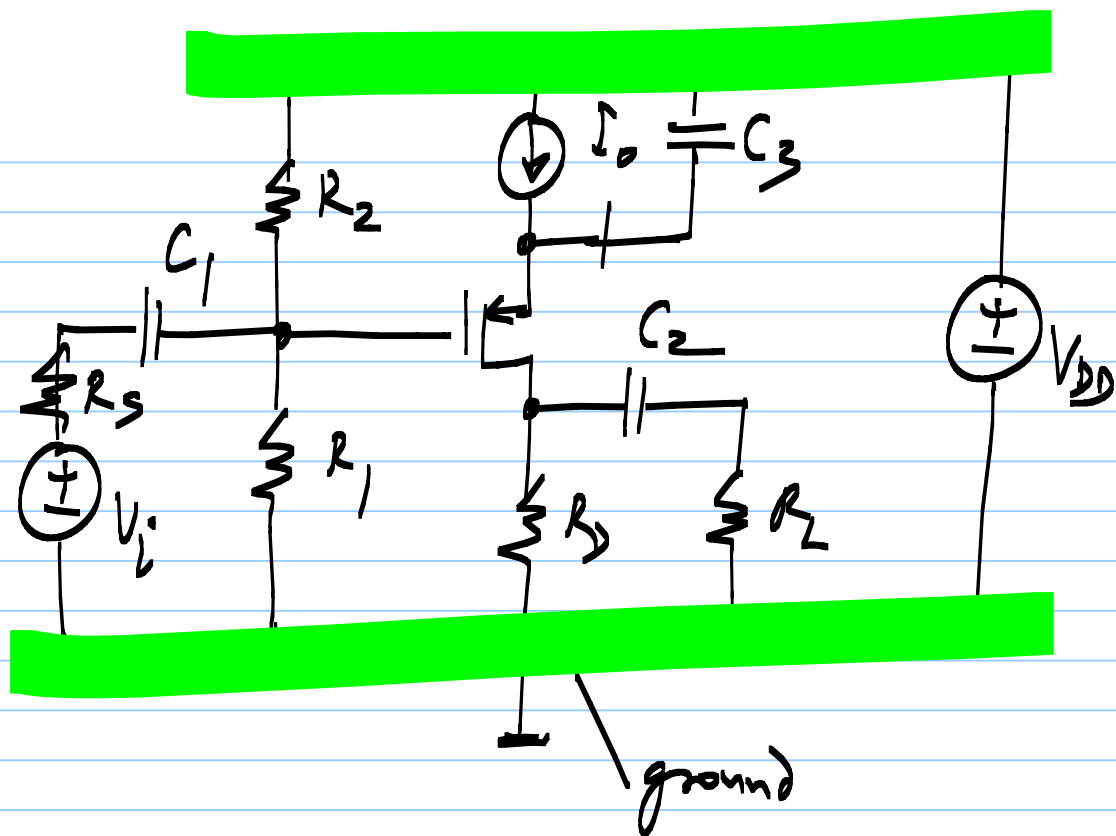 I₀
C₃
R₂
C₁
C₂
V_DD
R_S
R₁
R_D
R_L
V_i
ground